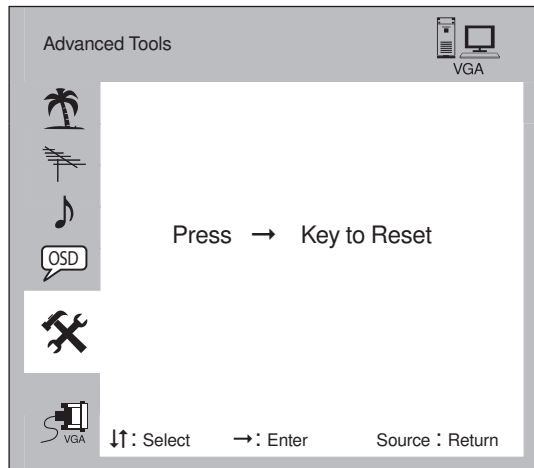 Advanced Tools
VGA
OSD
Press → Key to Reset
VGA
↓↑: Select →: Enter Source : Return